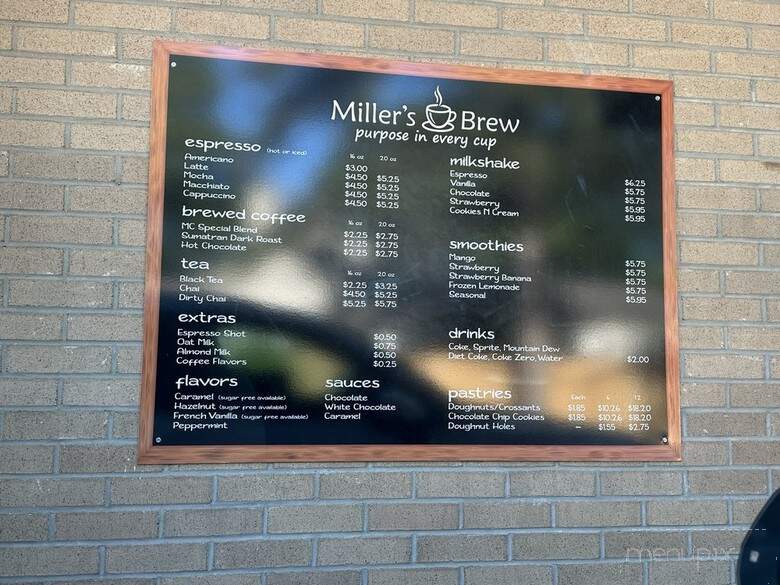 Miller's Brew
purpose in every cup
espresso (hot or iced) 16 oz 20 oz
Americano $3.00
Latte $4.50 $5.25
Mocha $4.50 $5.25
Macchiato $4.50 $5.25
Cappuccino $4.50 $5.25
brewed coffee 16 oz 20 oz
MC Special Blend $2.25 $2.75
Sumatran Dark Roast $2.25 $2.75
Hot Chocolate $2.25 $2.75
tea 16 oz 20 oz
Black Tea $2.25 $3.25
Chai $4.50 $5.25
Dirty Chai $5.25 $5.75
extras
Espresso Shot $0.50
Oat Milk $0.75
Almond Milk $0.50
Coffee Flavors $0.25
flavors
Caramel (sugar free available)
Hazelnut (sugar free available)
French Vanilla (sugar free available)
Peppermint
sauces
Chocolate
White Chocolate
Caramel
milkshake
Espresso $6.25
Vanilla $5.75
Chocolate $5.75
Strawberry $5.95
Cookies N Cream $5.95
smoothies
Mango $5.75
Strawberry $5.75
Strawberry Banana $5.75
Frozen Lemonade $5.75
Seasonal $5.95
drinks
Coke, Sprite, Mountain Dew
Diet Coke, Coke Zero, Water $2.00
pastries Each 6 12
Doughnuts/Crossants $1.85 $10.26 $18.20
Chocolate Chip Cookies $1.85 $10.26 $18.20
Doughnut Holes – $1.55 $2.75
menupix